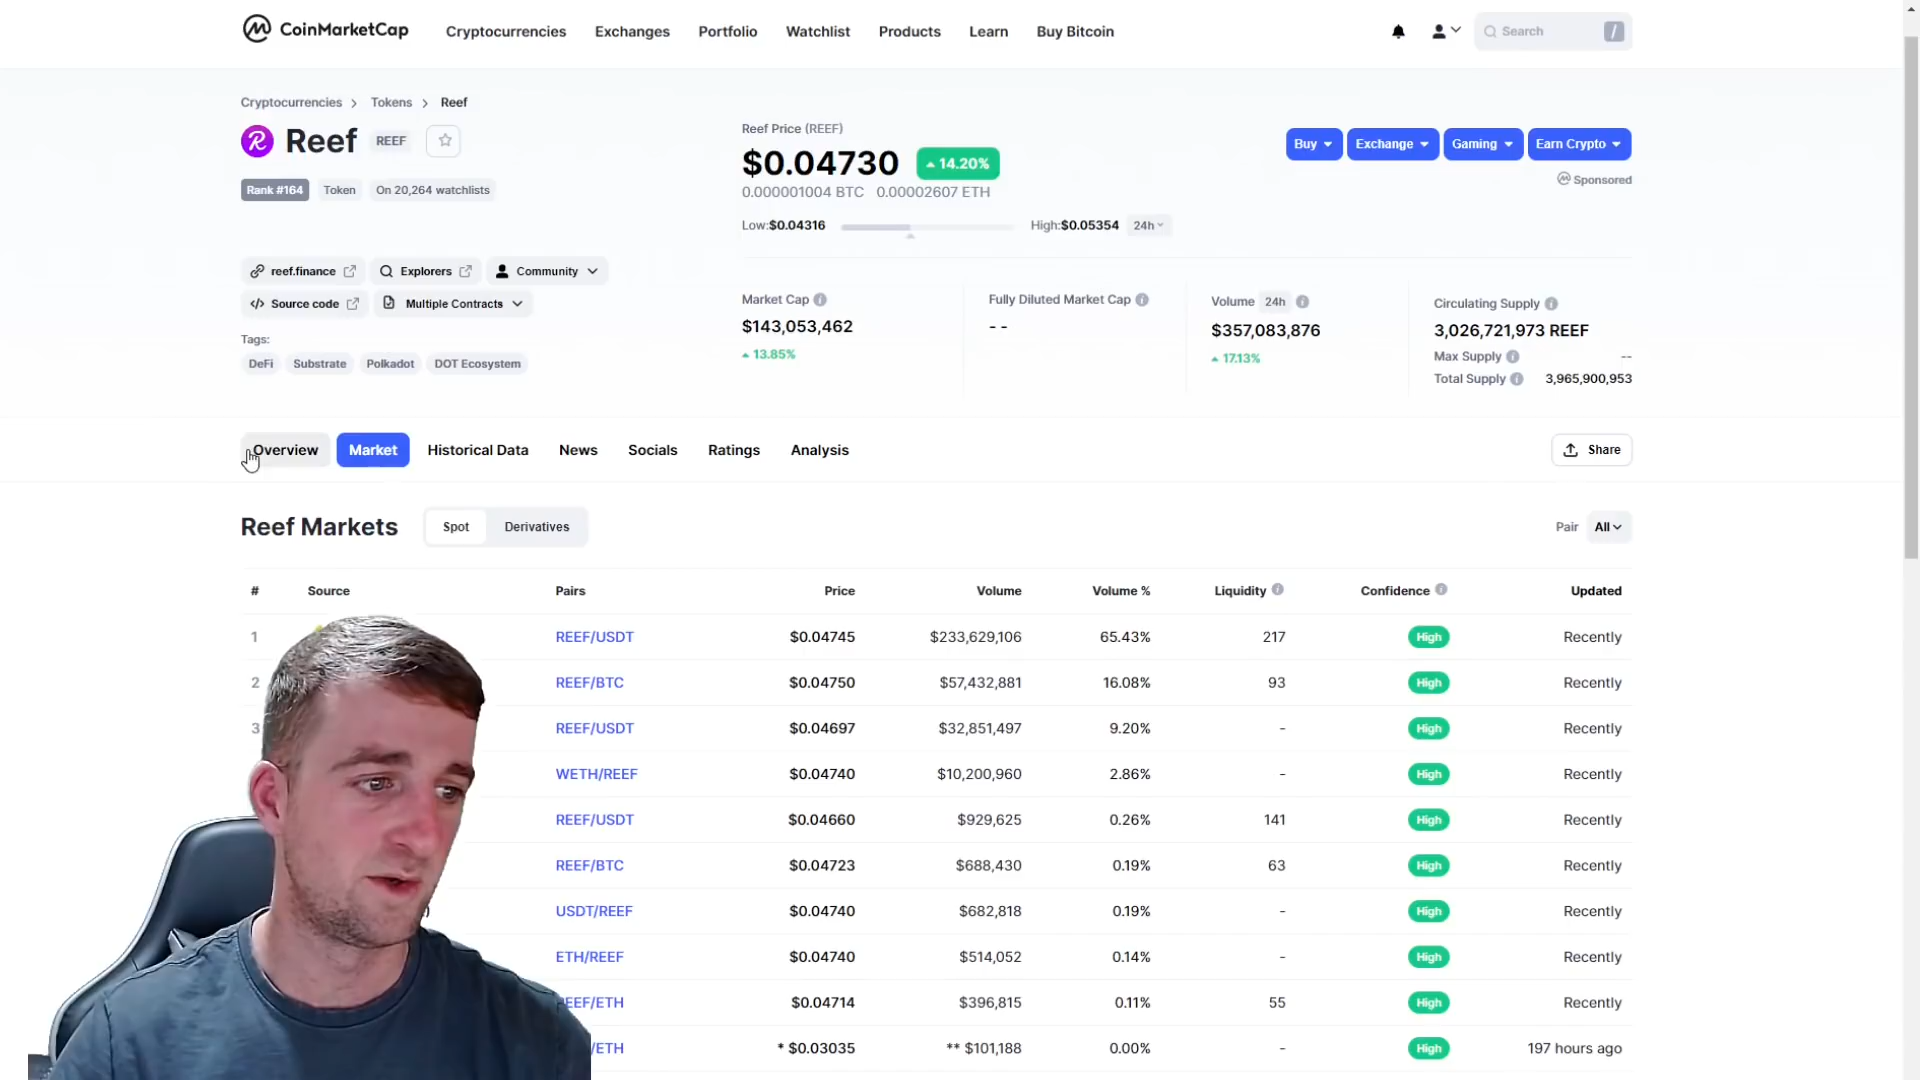 CoinMarketCap Cryptocurrencies Exchanges Portfolio Watchlist Products Learn Buy Bitcoin Search /
Cryptocurrencies > Tokens > Reef
Reef REEF
Rank #164 Token On 20,264 watchlists
reef.finance Explorers Community
Source code Multiple Contracts
Tags:
DeFi Substrate Polkadot DOT Ecosystem
Reef Price (REEF)
$0.04730 14.20%
0.000001004 BTC 0.00002607 ETH
Low:$0.04316 High:$0.05354 24h
Buy Exchange Gaming Earn Crypto
Sponsored
Market Cap
$143,053,462
13.85%
Fully Diluted Market Cap
- -
Volume 24h
$357,083,876
17.13%
Circulating Supply
3,026,721,973 REEF
Max Supply --
Total Supply 3,965,900,953
Overview Market Historical Data News Socials Ratings Analysis Share
Reef Markets Spot Derivatives Pair All
# Source Pairs Price Volume Volume % Liquidity Confidence Updated
1 REEF/USDT $0.04745 $233,629,106 65.43% 217 High Recently
2 REEF/BTC $0.04750 $57,432,881 16.08% 93 High Recently
3 REEF/USDT $0.04697 $32,851,497 9.20% - High Recently
WETH/REEF $0.04740 $10,200,960 2.86% - High Recently
REEF/USDT $0.04660 $929,625 0.26% 141 High Recently
REEF/BTC $0.04723 $688,430 0.19% 63 High Recently
USDT/REEF $0.04740 $682,818 0.19% - High Recently
ETH/REEF $0.04740 $514,052 0.14% - High Recently
EEF/ETH $0.04714 $396,815 0.11% 55 High Recently
/ETH * $0.03035 ** $101,188 0.00% - High 197 hours ago